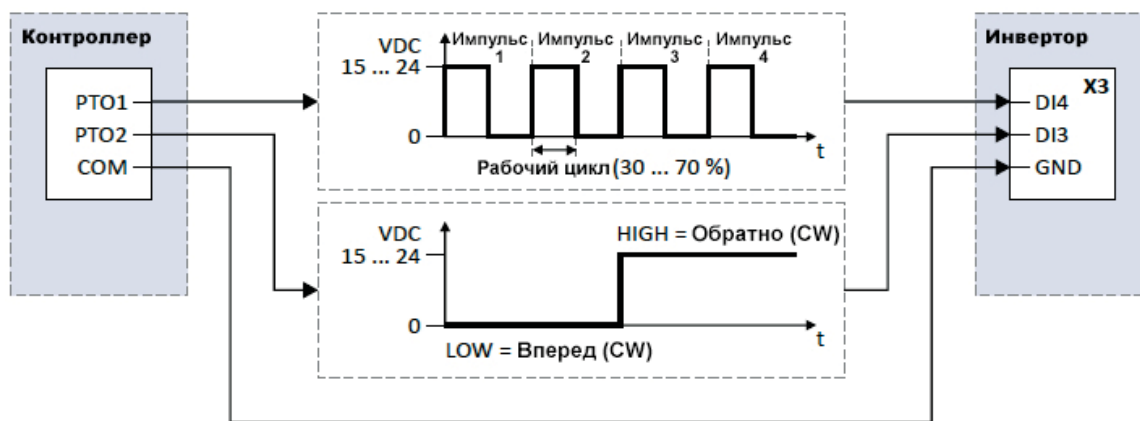 Контроллер
PTO1
PTO2
COM
VDC
15 ... 24
0
Импульс 1
Импульс 2
Импульс 3
Импульс 4
t
Рабочий цикл (30 ... 70 %)
VDC
15 ... 24
0
HIGH = Обратно (CW)
t
LOW = Вперед (CW)
Инвертор
X3
DI4
DI3
GND